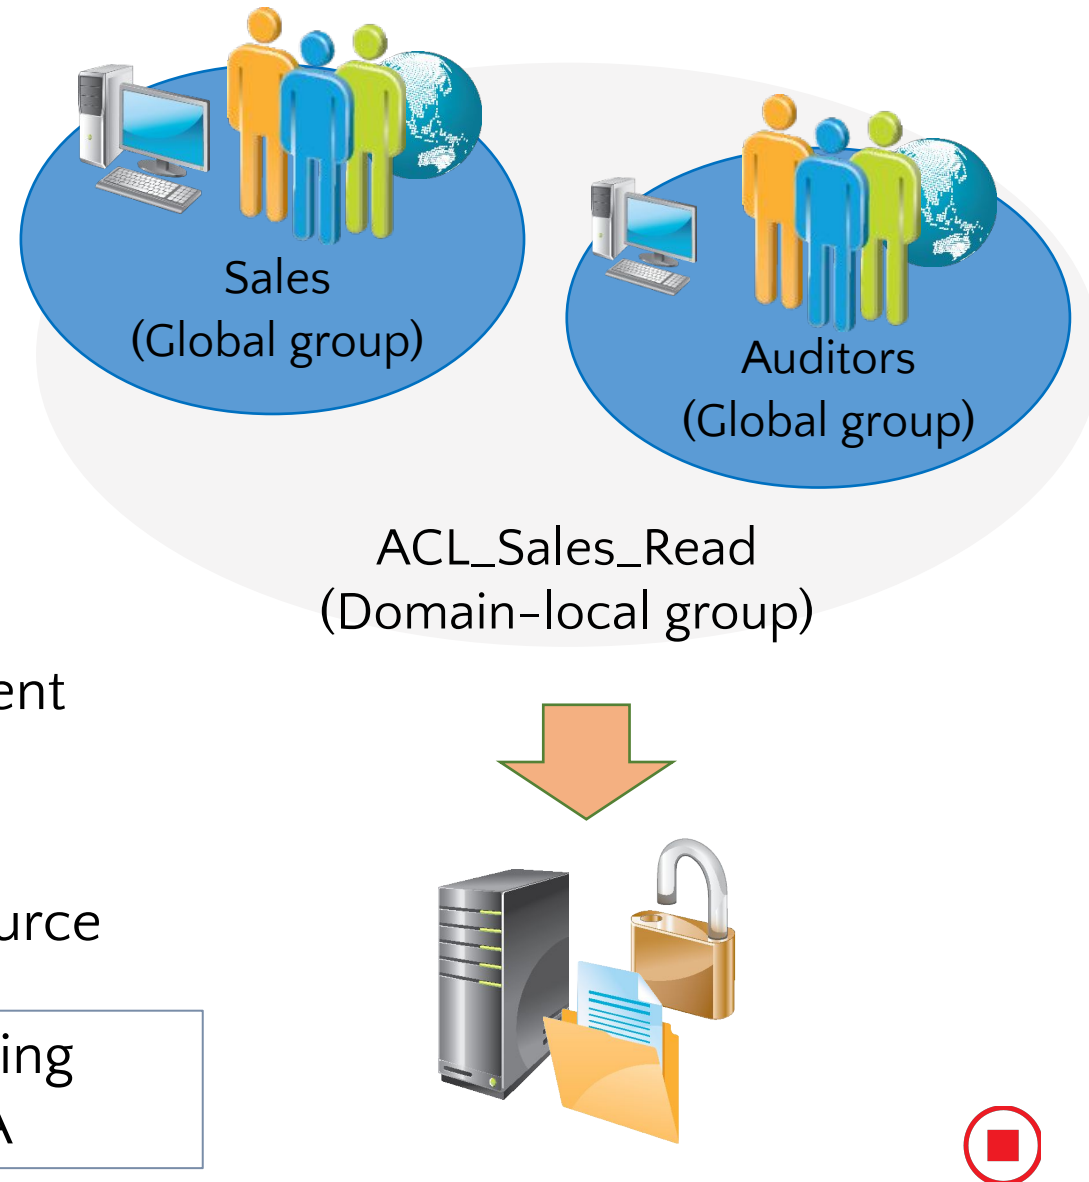 Sales
(Global group)
Auditors
(Global group)
ACL_Sales_Read
(Domain-local group)
ent
urce
ing
A